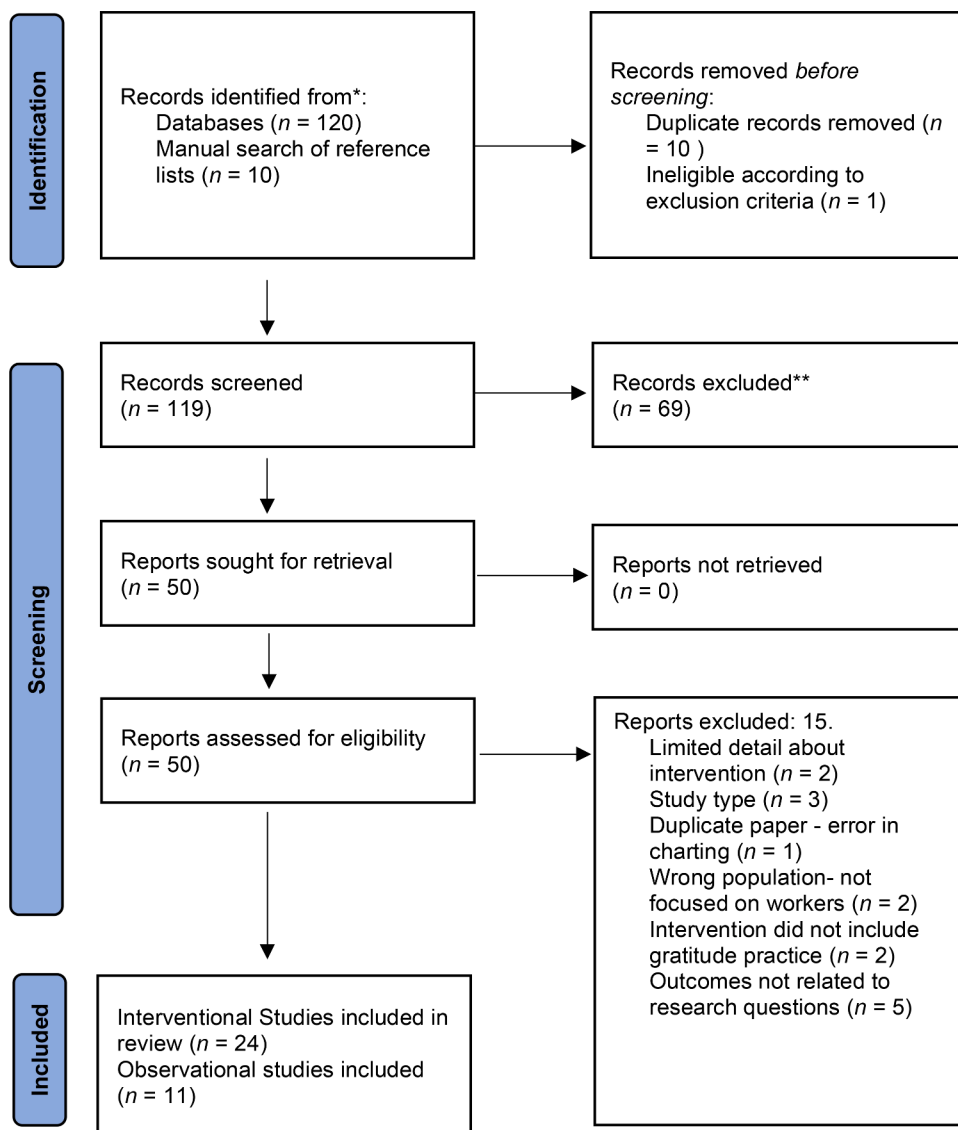 Identification
Records identified from*:
Databases (n = 120)
Manual search of reference
lists (n = 10)
Records removed before
screening:
Duplicate records removed (n
= 10 )
Ineligible according to
exclusion criteria (n = 1)
Screening
Records screened
(n = 119)
Records excluded**
(n = 69)
Reports sought for retrieval
(n = 50)
Reports not retrieved
(n = 0)
Reports assessed for eligibility
(n = 50)
Reports excluded: 15.
Limited detail about
intervention (n = 2)
Study type (n = 3)
Duplicate paper - error in
charting (n = 1)
Wrong population- not
focused on workers (n = 2)
Intervention did not include
gratitude practice (n = 2)
Outcomes not related to
research questions (n = 5)
Included
Interventional Studies included in
review (n = 24)
Observational studies included
(n = 11)